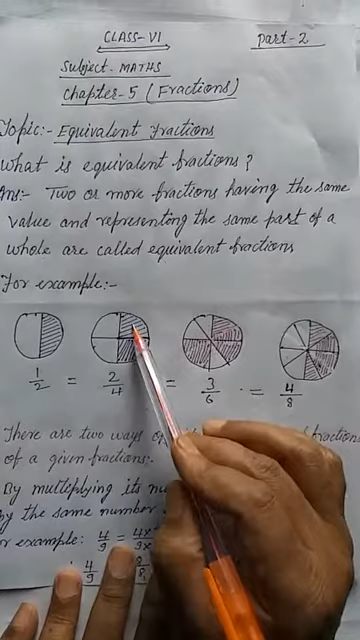 CLASS-VI Part-2
Subject- MATHS
Chapter-5 (Fractions)
Topic:- Equivalent Fractions
What is equivalent fractions?
Ans:- Two or more fractions having the same
value and representing the same part of a
whole are called equivalent fractions
For example:-
1/2 = 2/4 = 3/6 = 4/8
There are two ways fractions
of a given fractions:-
By multiplying its
by the same number
For example: 4/9 =
4/9